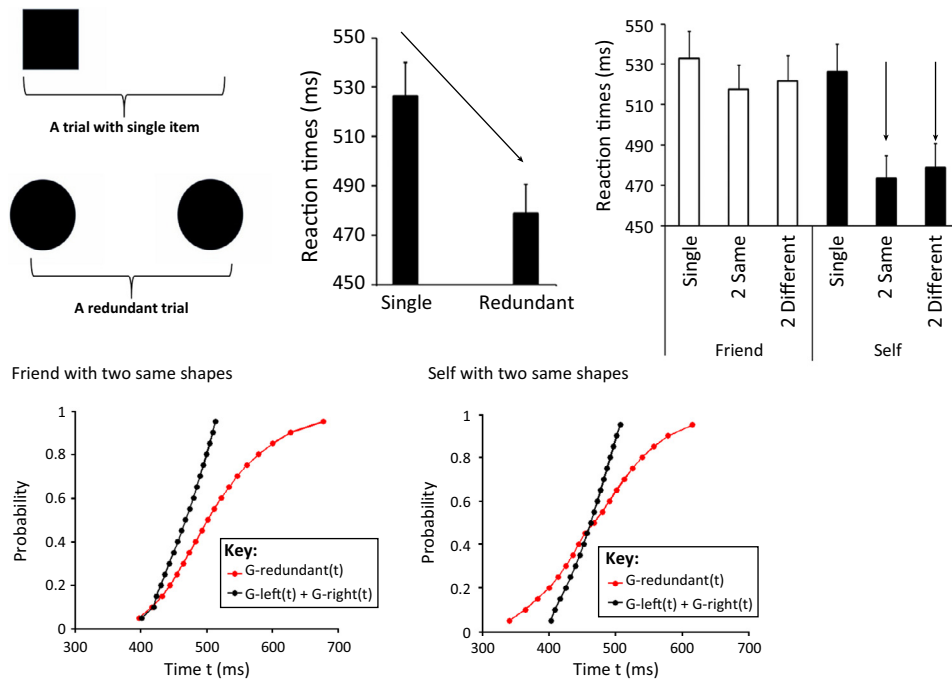 A trial with single item
A redundant trial
Reaction times (ms)
550
530
510
490
470
450
Single
Redundant
Reaction times (ms)
550
530
510
490
470
450
Single
2 Same
2 Different
Single
2 Same
2 Different
Friend
Self
Friend with two same shapes
Probability
1
0.8
0.6
0.4
0.2
0
300
400
500
600
700
Time t (ms)
Key:
G-redundant(t)
G-left(t) + G-right(t)
Self with two same shapes
Probability
1
0.8
0.6
0.4
0.2
0
300
400
500
600
700
Time t (ms)
Key:
G-redundant(t)
G-left(t) + G-right(t)